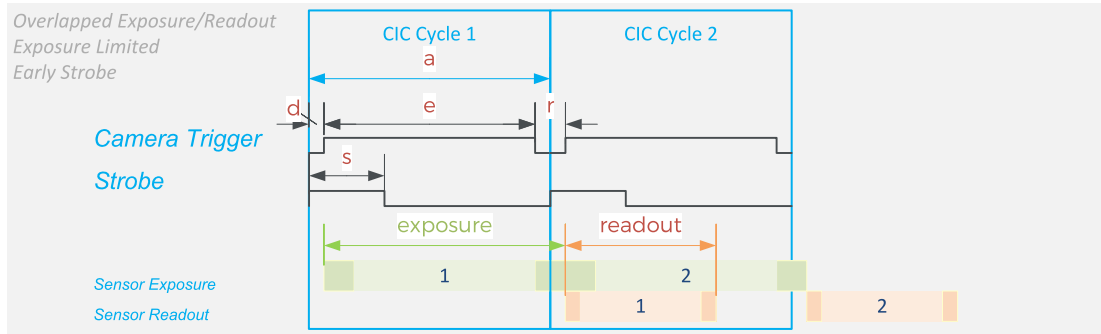 Overlapped Exposure/Readout
Exposure Limited
Early Strobe
CIC Cycle 1
CIC Cycle 2
a
d
e
r
Camera Trigger
s
Strobe
exposure
readout
Sensor Exposure
1
2
Sensor Readout
1
2